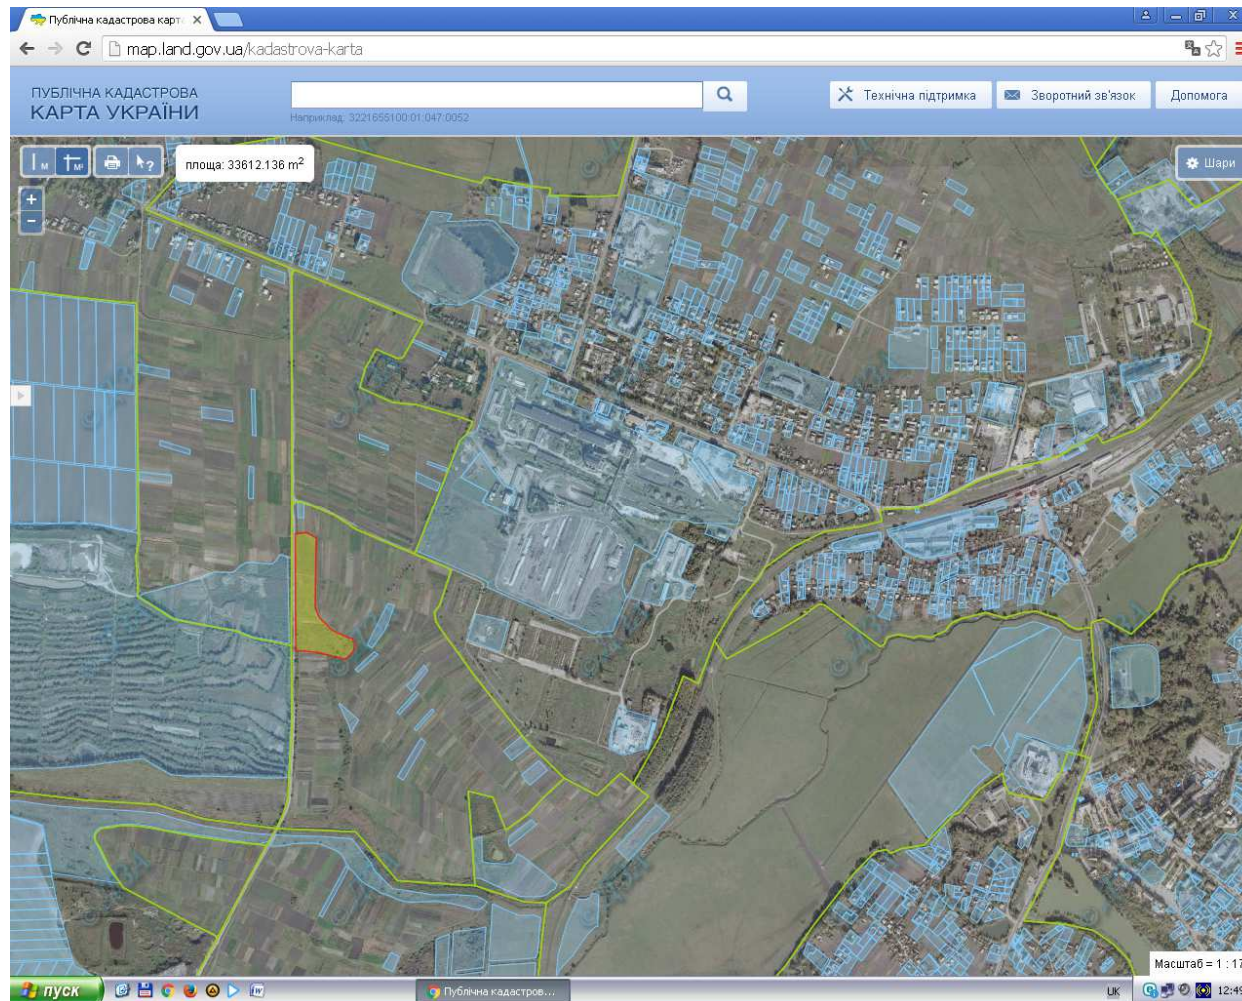 Публічна кадастрова карт
map.land.gov.ua/kadastrova-karta
ПУБЛІЧНА КАДАСТРОВА
КАРТА УКРАЇНИ
Наприклад: 3221655100:01:047:0052
Технічна підтримка
Зворотний зв'язок
Допомога
М
М²
площа: 33612.136 m²
Шари
Масштаб = 1 : 17
пуск
Публічна кадастров...
UK
12:49